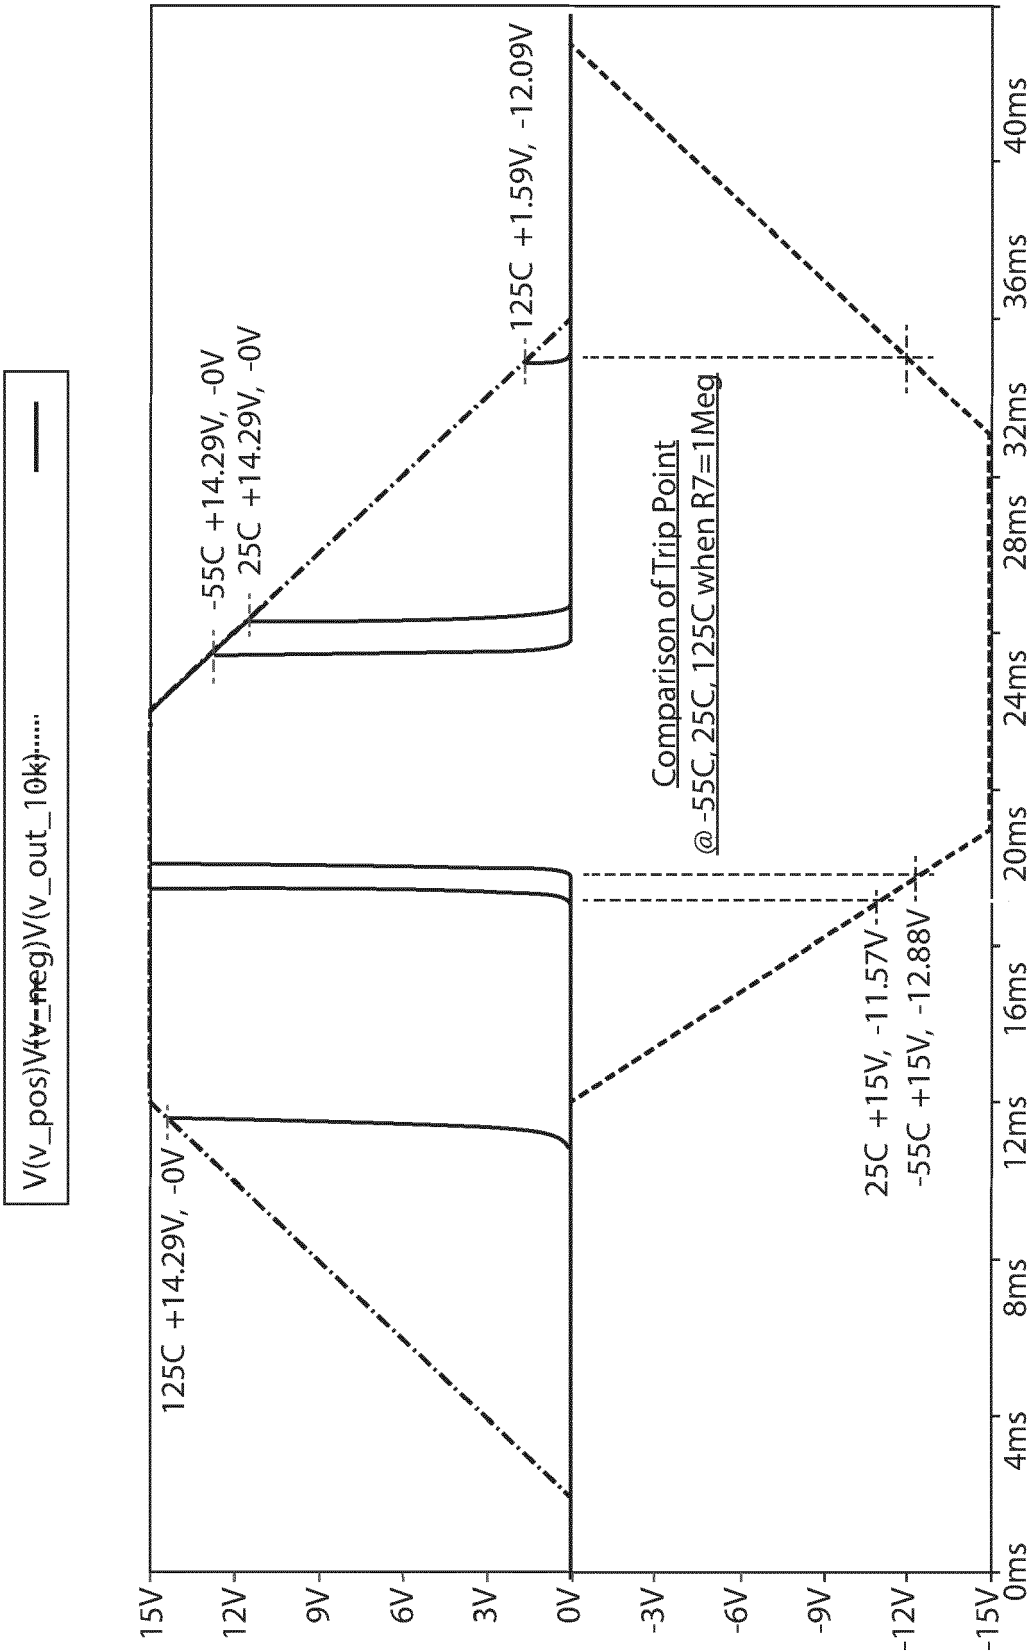 V(v_pos)V(v_neg)V(v_out_10k)
125C +14.29V, -0V
-55C +14.29V, -0V
25C +14.29V, -0V
125C +1.59V, -12.09V
Comparison of Trip Point
@ -55C, 25C, 125C when R7=1Meg
25C +15V, -11.57V
-55C +15V, -12.88V
15V
12V
9V
6V
3V
0V
-3V
-6V
-9V
-12V
-15V
0ms
4ms
8ms
12ms
16ms
20ms
24ms
28ms
32ms
36ms
40ms